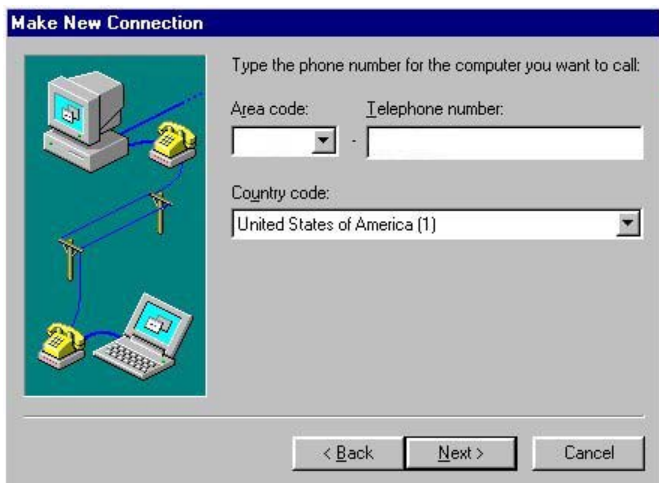 Make New Connection
Type the phone number for the computer you want to call:
Area code: Telephone number:
-
Country code:
United States of America (1)
< Back Next > Cancel